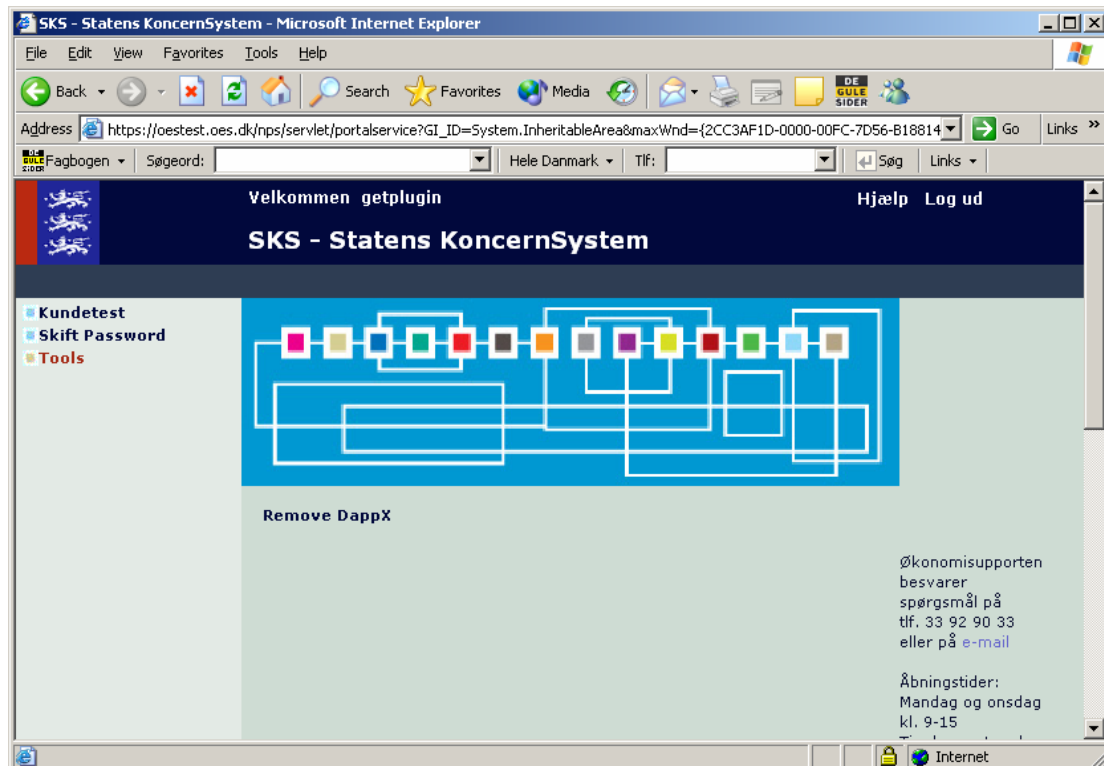 SKS - Statens KoncernSystem - Microsoft Internet Explorer
File Edit View Favorites Tools Help
Back Search Favorites Media DE GULE SIDER
Address https://oestest.oes.dk/nps/servlet/portalservice?GI_ID=System.InheritableArea&maxWnd={2CC3AF1D-0000-00FC-7D56-B18814 Go Links »
DE GULE SIDER Fagbogen Søgeord: Hele Danmark Tlf: Søg Links
Velkommen getplugin Hjælp Log ud
SKS - Statens KoncernSystem
Kundetest
Skift Password
Tools
Remove DappX
Økonomisupporten
besvarer
spørgsmål på
tlf. 33 92 90 33
eller på e-mail
Åbningstider:
Mandag og onsdag
kl. 9-15
Internet